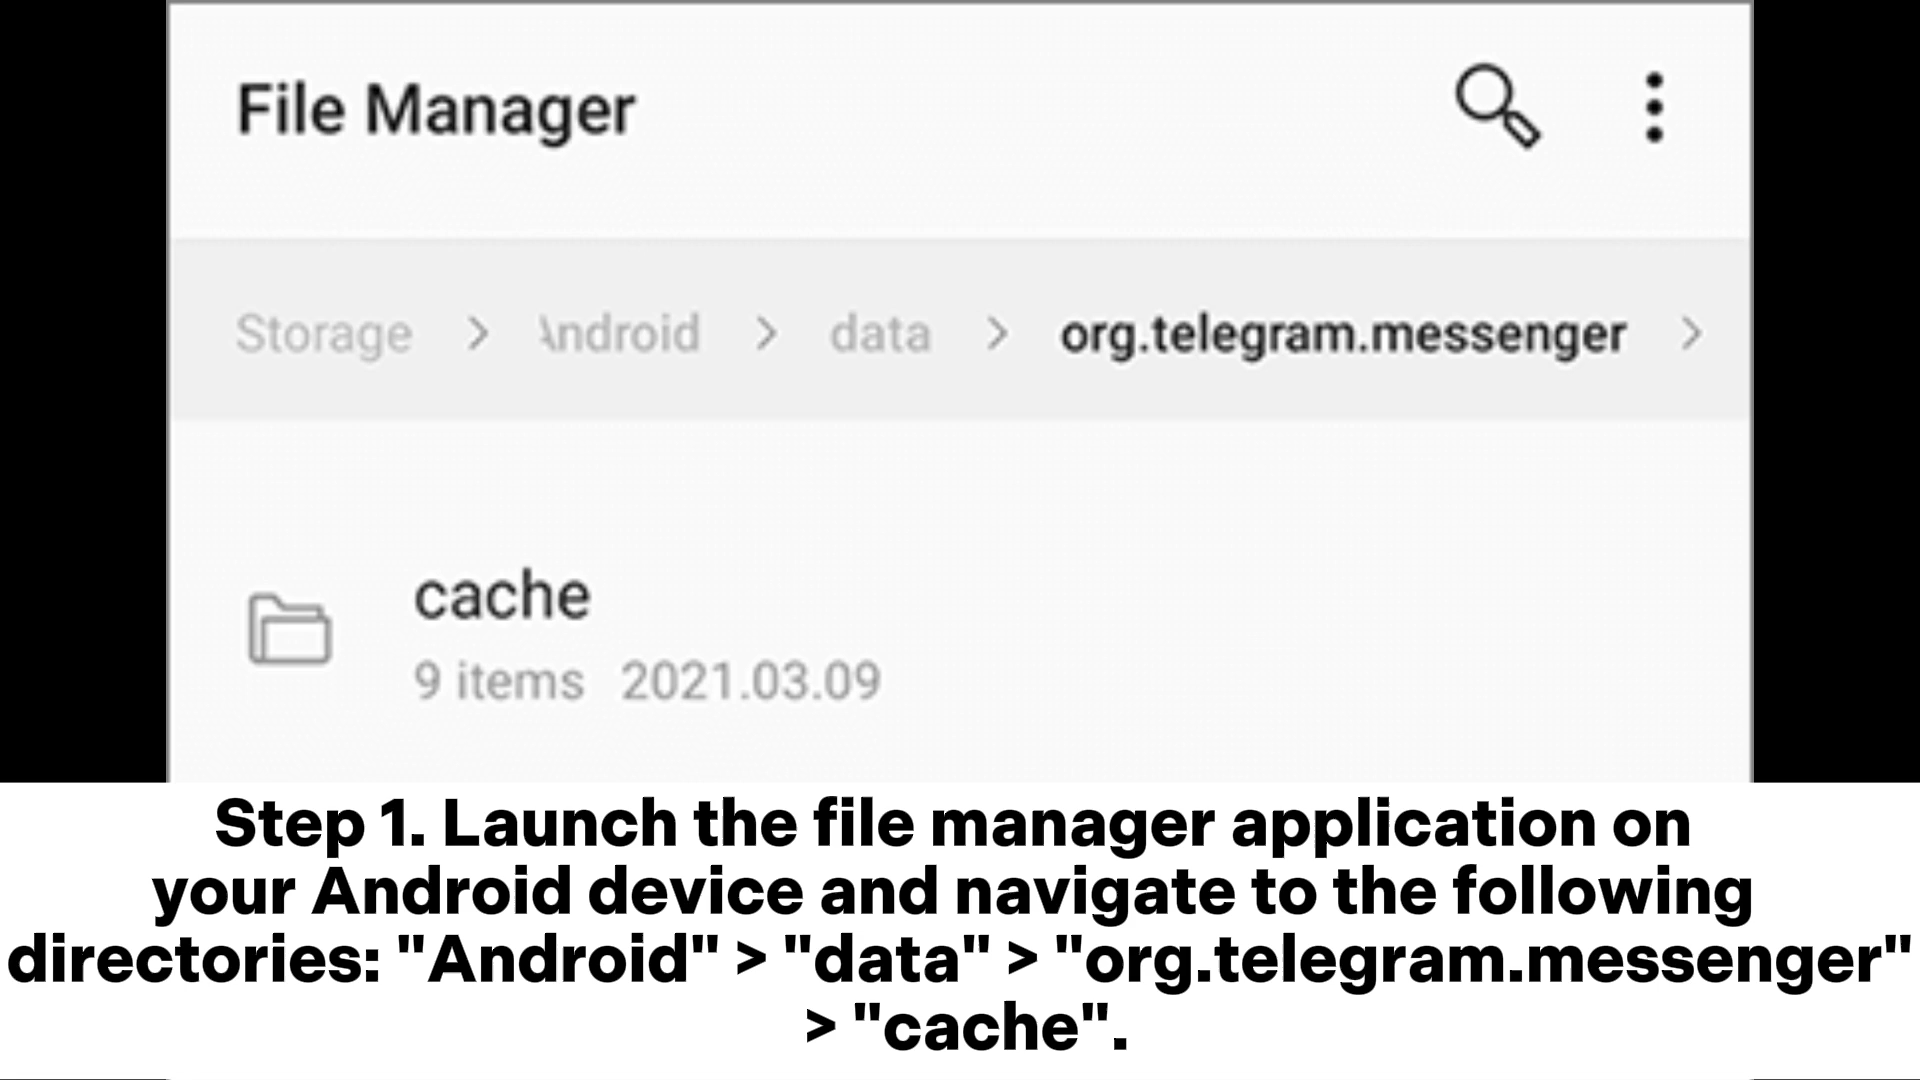 File Manager
Storage > Android > data > org.telegram.messenger >
cache
9 items 2021.03.09
Step 1. Launch the file manager application on
your Android device and navigate to the following
directories: "Android" > "data" > "org.telegram.messenger"
> "cache".